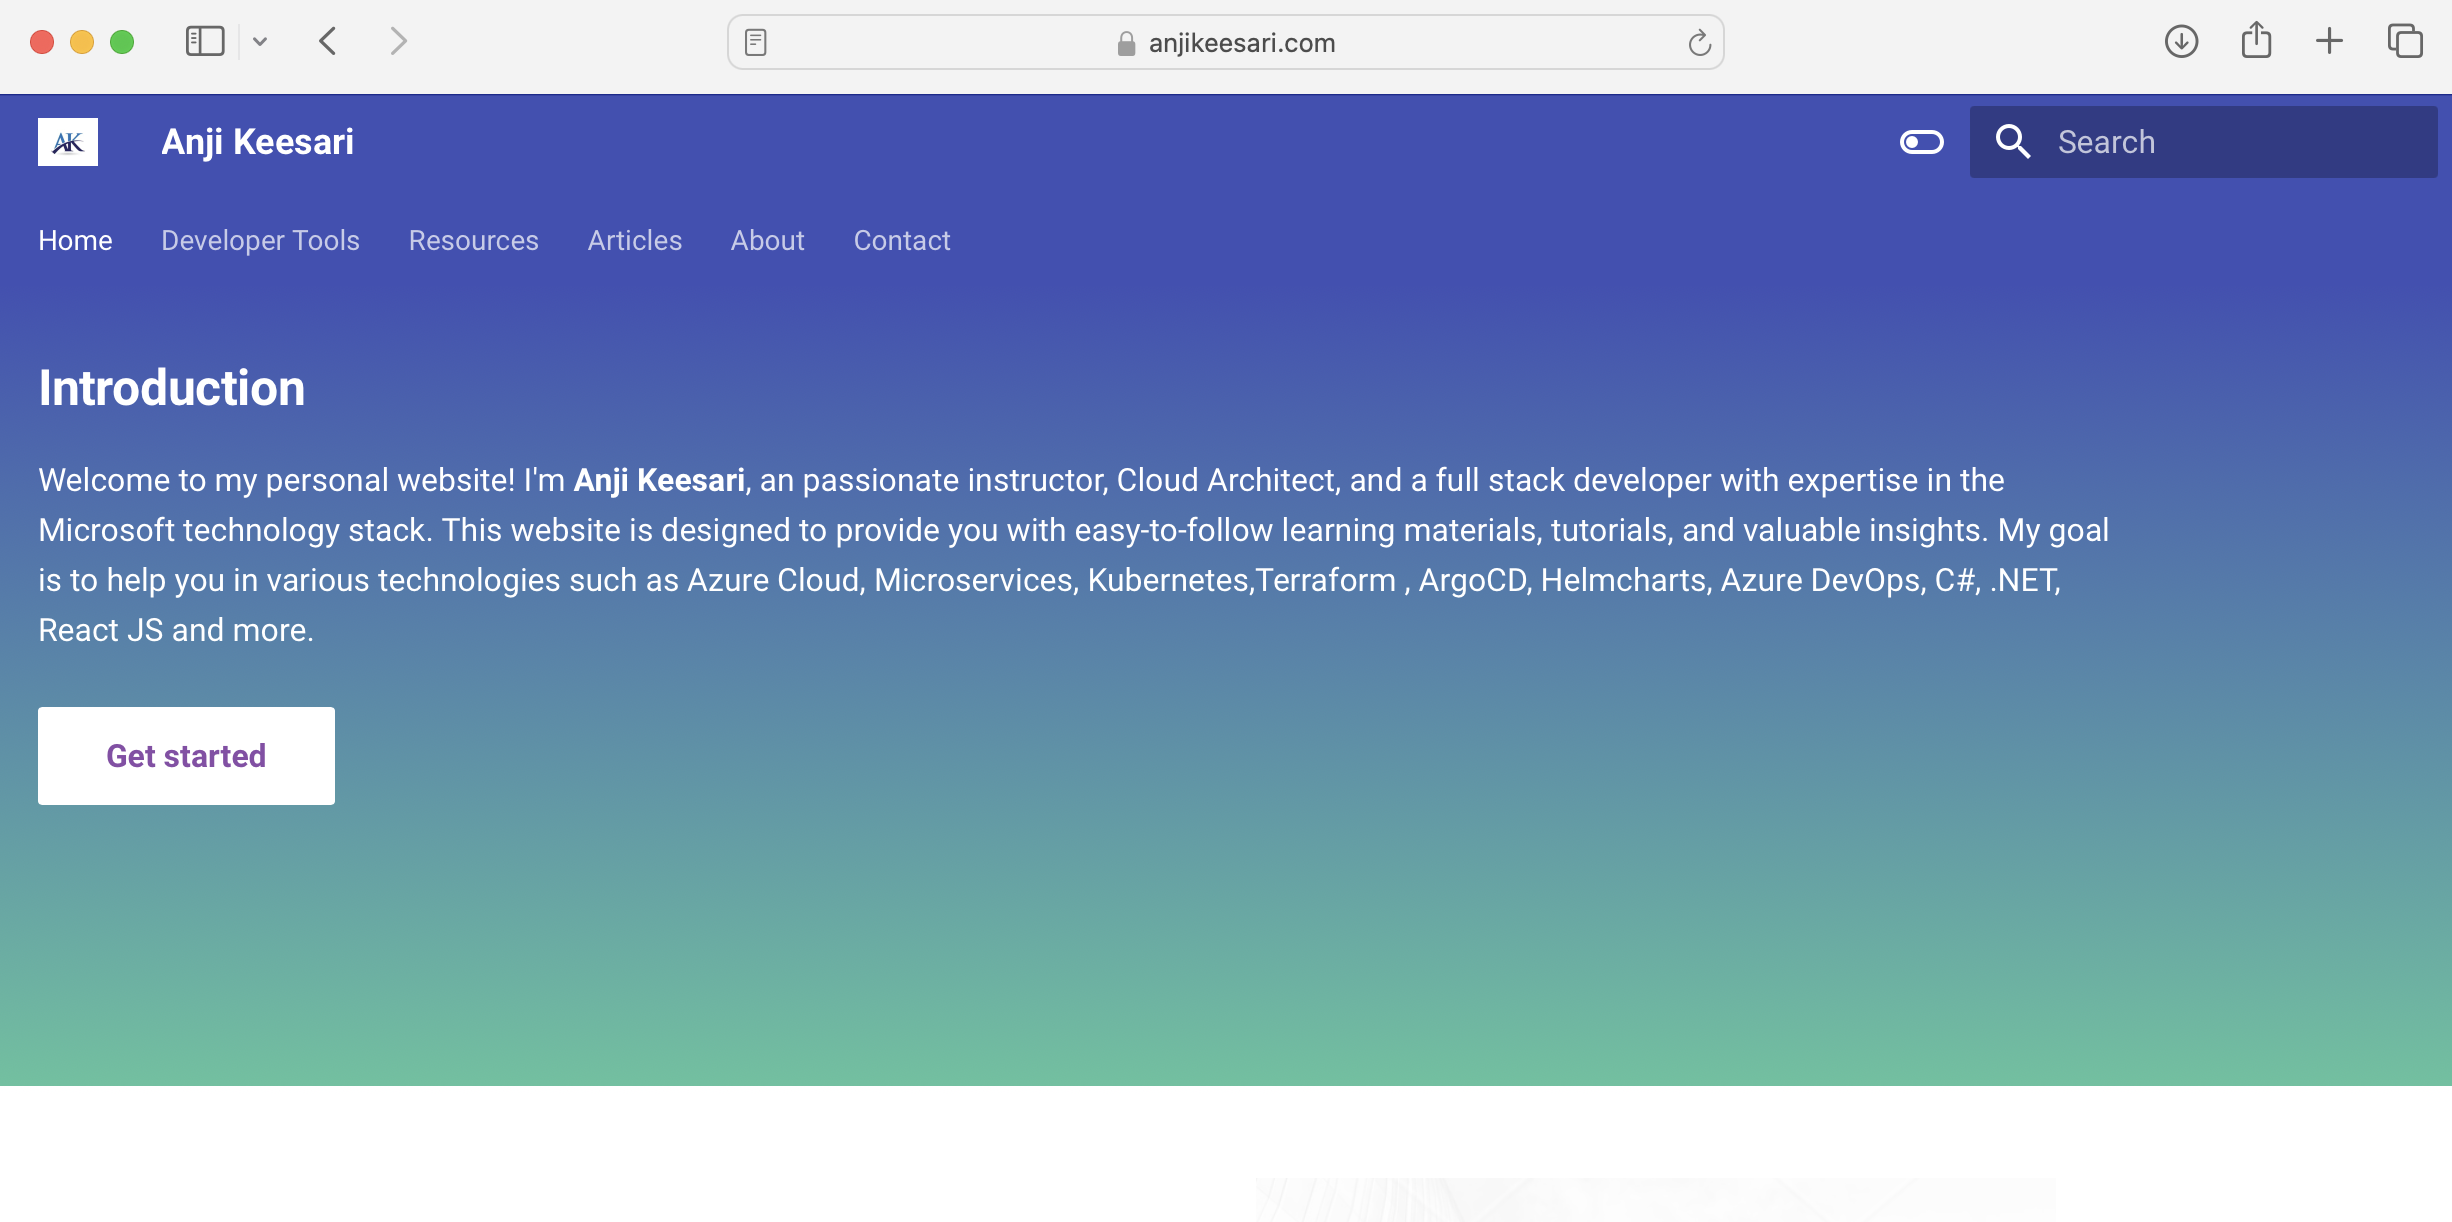 anjikeesari.com
AK
Anji Keesari
Search
Home Developer Tools Resources Articles About Contact
Introduction
Welcome to my personal website! I'm Anji Keesari, an passionate instructor, Cloud Architect, and a full stack developer with expertise in the
Microsoft technology stack. This website is designed to provide you with easy-to-follow learning materials, tutorials, and valuable insights. My goal
is to help you in various technologies such as Azure Cloud, Microservices, Kubernetes,Terraform , ArgoCD, Helmcharts, Azure DevOps, C#, .NET,
React JS and more.
Get started